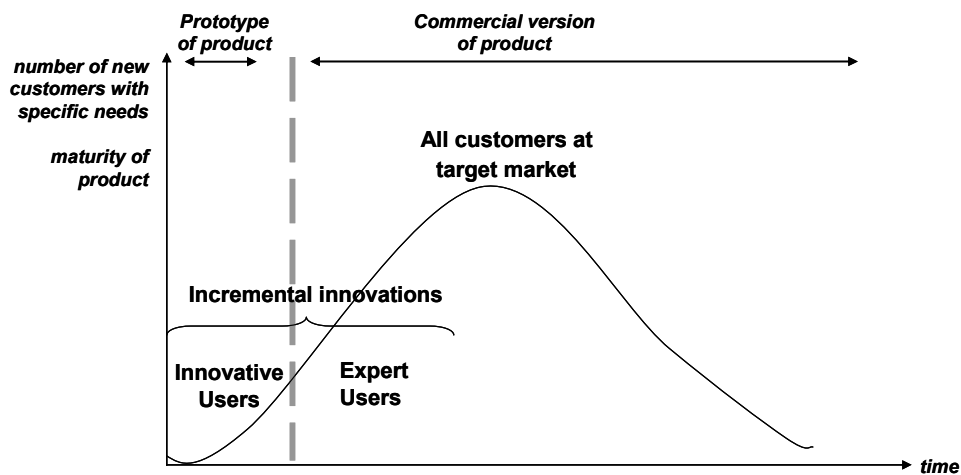 Prototype
of product
Commercial version
of product
number of new
customers with
specific needs
maturity of
product
All customers at
target market
Incremental innovations
Innovative
Users
Expert
Users
time